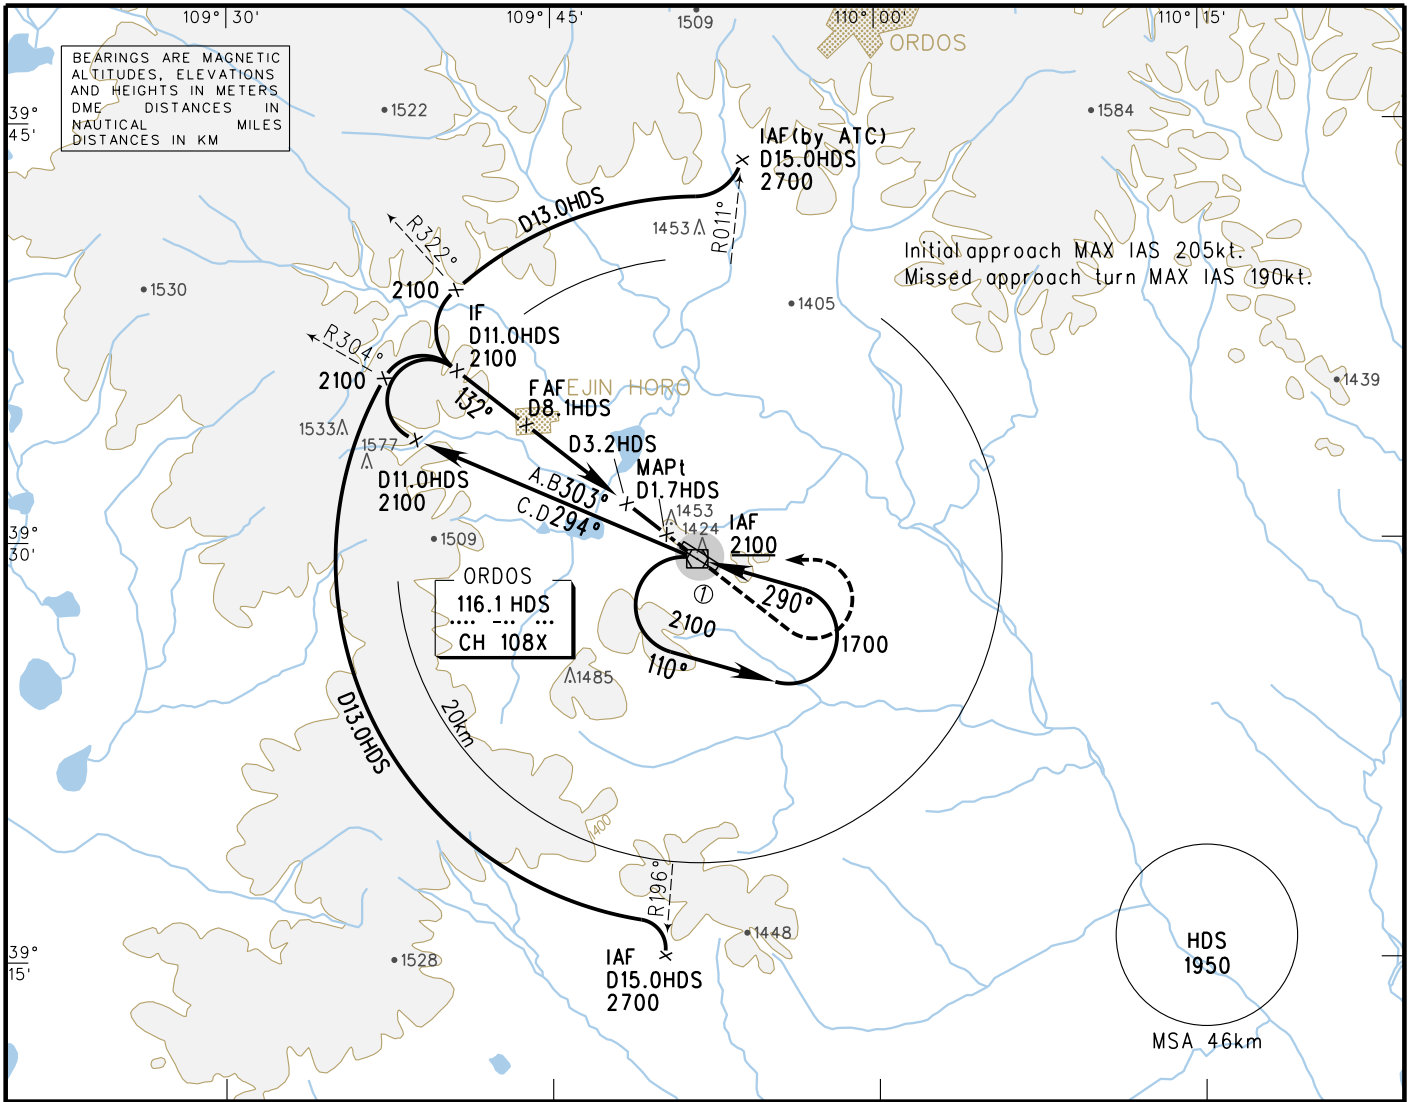 109° 30'
109° 45'
110° 00'
110° 15'
1509
ORDOS
BEARINGS ARE MAGNETIC
ALTITUDES, ELEVATIONS
AND HEIGHTS IN METERS
DME DISTANCES IN
NAUTICAL MILES
DISTANCES IN KM
39°
45'
1522
1584
IAF(by ATC)
D15.0HDS
2700
D13.0HDS
R011°
1453
R322°
Initial approach MAX IAS 205kt.
Missed approach turn MAX IAS 190kt.
1530
2100
1405
IF
D11.0HDS
2100
R304°
2100
1439
FAF
EJIN HORO
D8.1HDS
132°
1533
1577
D3.2HDS
MAPt
D1.7HDS
D11.0HDS
2100
A.B303°
C.D294°
1453
1424
IAF
2100
39°
30'
1509
ORDOS
116.1 HDS
CH 108X
1
290°
2100
1700
110°
1485
D13.0HDS
20km
1400
R196°
1448
39°
15'
1528
IAF
D15.0HDS
2700
HDS
1950
MSA 46km